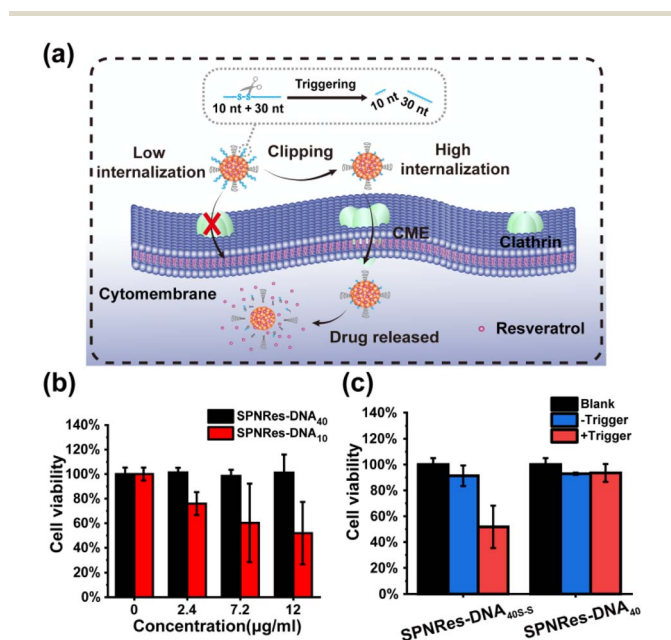 (a)
Triggering
S-S
10 nt + 30 nt
10 nt
30 nt
Low
internalization
Clipping
High
internalization
CME
Clathrin
Cytomembrane
Drug released
Resveratrol
(b)
SPNRes-DNA40
SPNRes-DNA10
140%
120%
100%
80%
60%
40%
20%
0%
Cell viability
0 2.4 7.2 12
Concentration(μg/ml)
(c)
Blank
-Trigger
+Trigger
140%
120%
100%
80%
60%
40%
20%
0%
Cell viability
SPNRes-DNA40S-S
SPNRes-DNA40